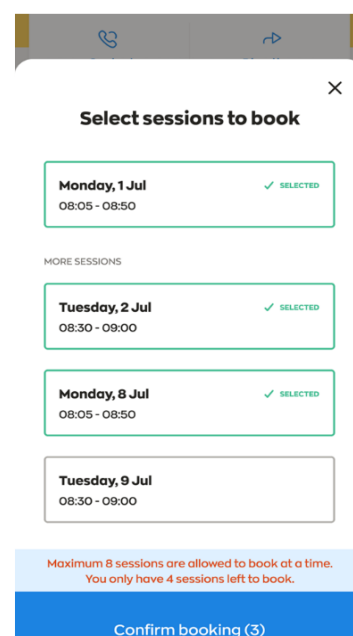 Select sessions to book
Monday, 1 Jul
SELECTED
08:05 - 08:50
MORE SESSIONS
Tuesday, 2 Jul
SELECTED
08:30 - 09:00
Monday, 8 Jul
SELECTED
08:05 - 08:50
Tuesday, 9 Jul
08:30 - 09:00
Maximum 8 sessions are allowed to book at a time.
You only have 4 sessions left to book.
Confirm booking (3)